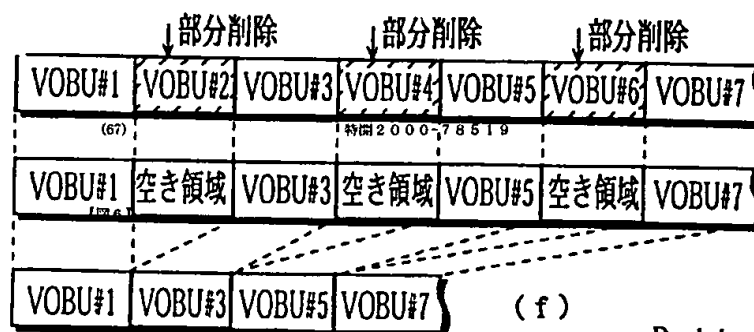 部分削除 部分削除 部分削除
VOBU#1 VOBU#2 VOBU#3 VOBU#4 VOBU#5 VOBU#6 VOBU#7
(67) 特開2000-78519
VOBU#1 空き領域 VOBU#3 空き領域 VOBU#5 空き領域 VOBU#7
【図6】
VOBU#1 VOBU#3 VOBU#5 VOBU#7 (f)